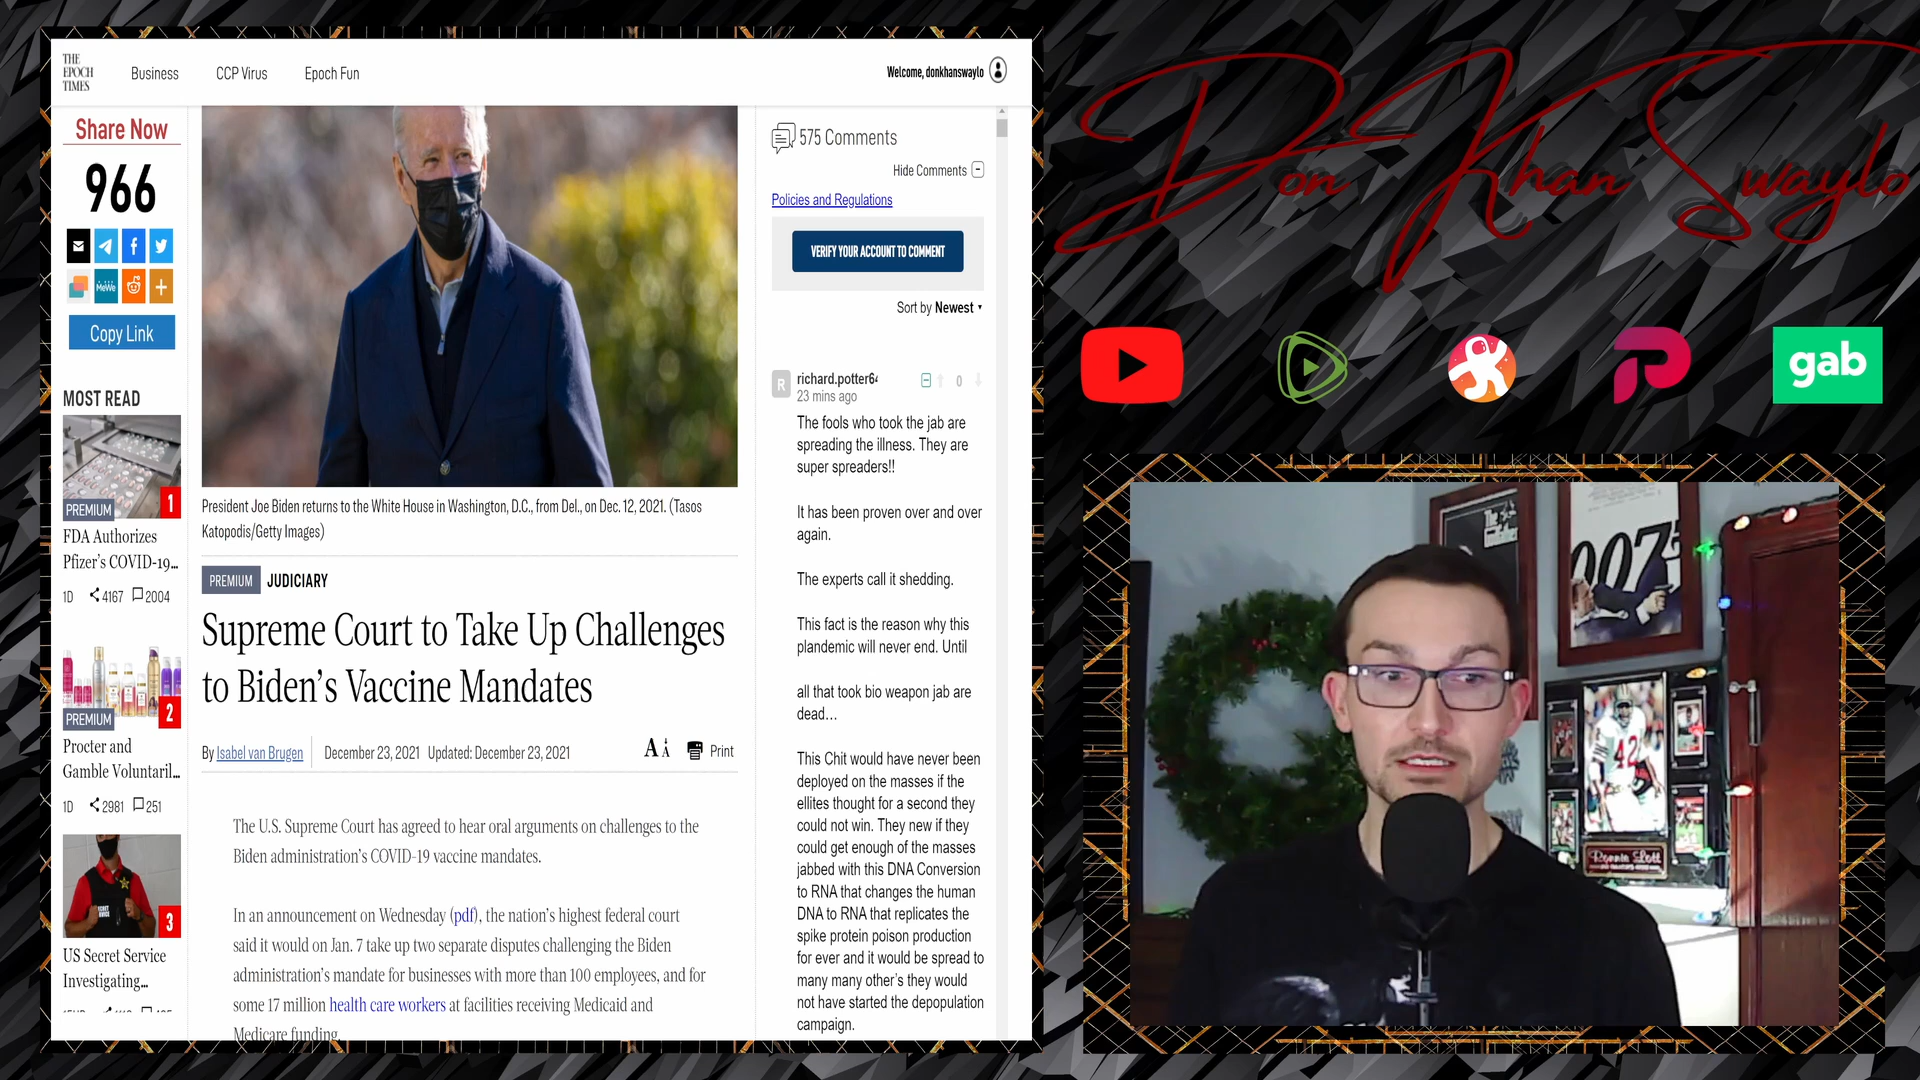 THE
EPOCH
TIMES
Business
CCP Virus
Epoch Fun
Welcome, donkhanswaylo
Share Now
966
MeWe
Copy Link
MOST READ
PREMIUM
1
FDA Authorizes
Pfizer's COVID-19...
1D
4167
2004
PREMIUM
2
Procter and
Gamble Voluntaril...
1D
2981
251
3
US Secret Service
Investigating...
President Joe Biden returns to the White House in Washington, D.C., from Del., on Dec. 12, 2021. (Tasos
Katopodis/Getty Images)
PREMIUM JUDICIARY
Supreme Court to Take Up Challenges
to Biden's Vaccine Mandates
By Isabel van Brugen December 23, 2021 Updated: December 23, 2021
Print
The U.S. Supreme Court has agreed to hear oral arguments on challenges to the
Biden administration's COVID-19 vaccine mandates.
In an announcement on Wednesday (pdf), the nation's highest federal court
said it would on Jan. 7 take up two separate disputes challenging the Biden
administration's mandate for businesses with more than 100 employees, and for
some 17 million health care workers at facilities receiving Medicaid and
Medicare funding.
575 Comments
Hide Comments
Policies and Regulations
VERIFY YOUR ACCOUNT TO COMMENT
Sort by Newest
R
richard.potter64
0
23 mins ago
The fools who took the jab are
spreading the illness. They are
super spreaders!!
It has been proven over and over
again.
The experts call it shedding.
This fact is the reason why this
plandemic will never end. Until
all that took bio weapon jab are
dead...
This Chit would have never been
deployed on the masses if the
ellites thought for a second they
could not win. They new if they
could get enough of the masses
jabbed with this DNA Conversion
to RNA that changes the human
DNA to RNA that replicates the
spike protein poison production
for ever and it would be spread to
many many other's they would
not have started the depopulation
campaign.
Don Khan Swaylo
gab
007
42
Ronnie Lott